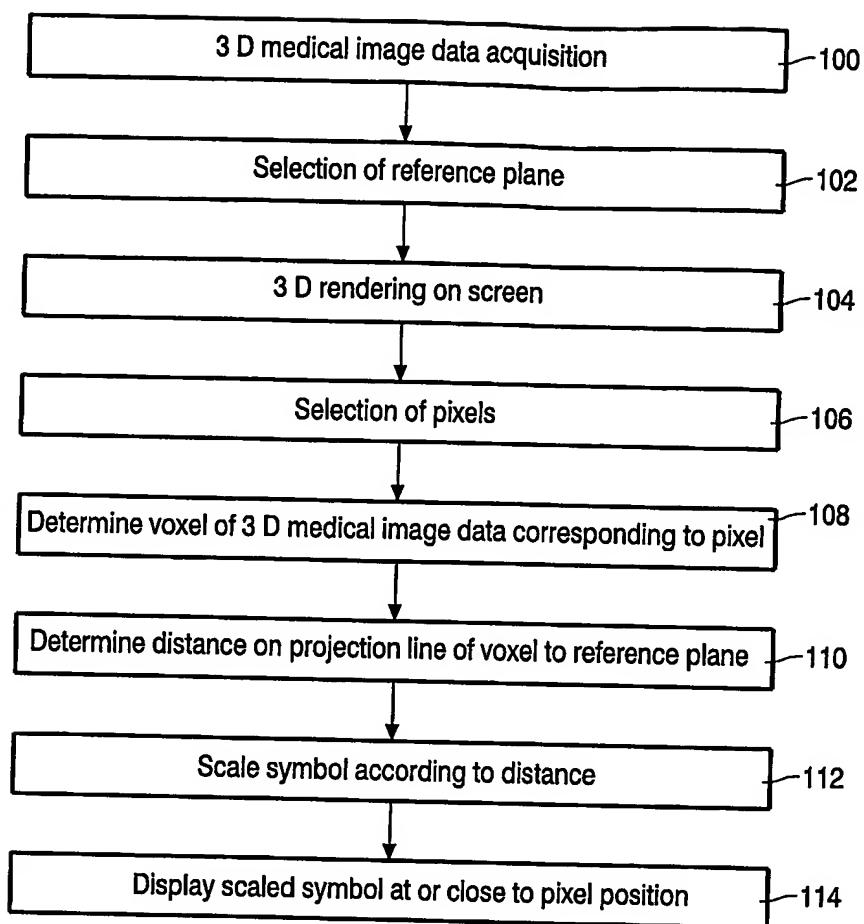 3 D medical image data acquisition 100
Selection of reference plane 102
3 D rendering on screen 104
Selection of pixels 106
Determine voxel of 3 D medical image data corresponding to pixel 108
Determine distance on projection line of voxel to reference plane 110
Scale symbol according to distance 112
Display scaled symbol at or close to pixel position 114